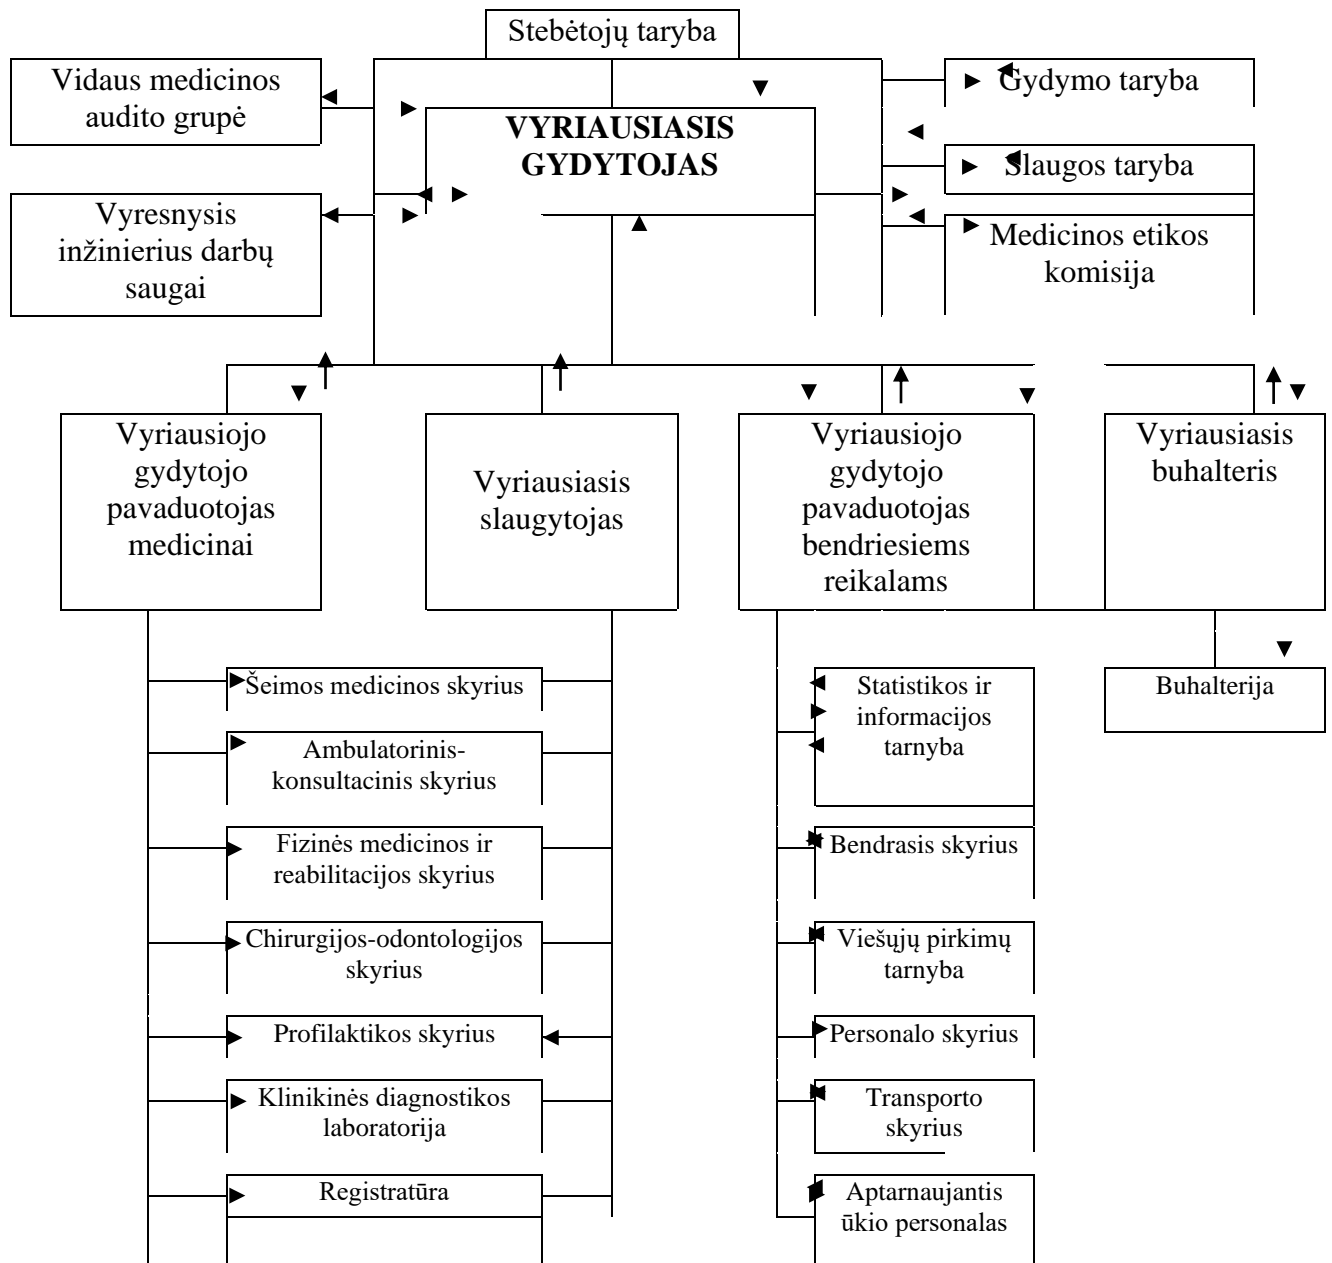 Stebėtojų taryba
Vidaus medicinos
audito grupė
VYRIAUSIASIS
GYDYTOJAS
Gydymo taryba
Slaugos taryba
Vyresnysis
inžinierius darbų
saugai
Medicinos etikos
komisija
Vyriausiojo
gydytojo
pavaduotojas
medicinai
Vyriausiasis
slaugytojas
Vyriausiojo
gydytojo
pavaduotojas
bendriesiems
reikalams
Vyriausiasis
buhalteris
Šeimos medicinos skyrius
Ambulatorinis-
konsultacinis skyrius
Fizinės medicinos ir
reabilitacijos skyrius
Chirurgijos-odontologijos
skyrius
Profilaktikos skyrius
Klinikinės diagnostikos
laboratorija
Registratūra
Statistikos ir
informacijos
tarnyba
Bendrasis skyrius
Viešųjų pirkimų
tarnyba
Personalo skyrius
Transporto
skyrius
Aptarnaujantis
ūkio personalas
Buhalterija